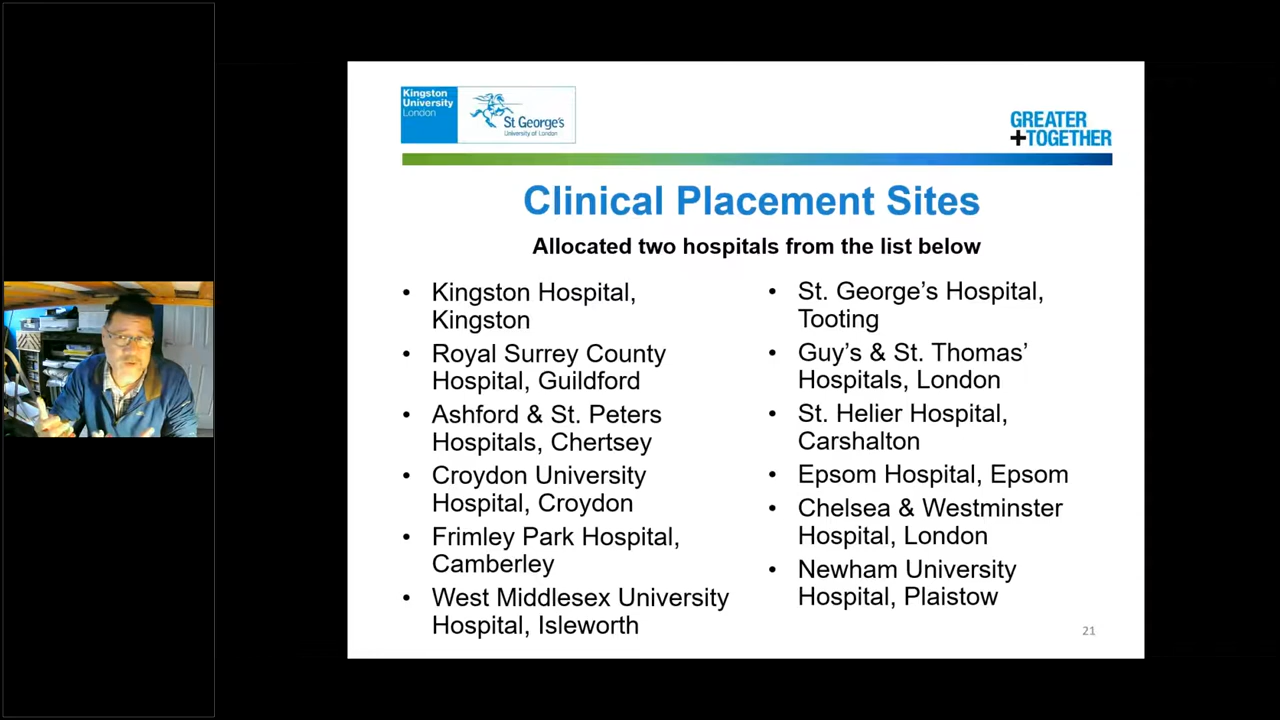 Kingston
University
London
St George's
University of London
GREATER
+TOGETHER
Clinical Placement Sites
Allocated two hospitals from the list below
• Kingston Hospital,
Kingston
• Royal Surrey County
Hospital, Guildford
• Ashford & St. Peters
Hospitals, Chertsey
• Croydon University
Hospital, Croydon
• Frimley Park Hospital,
Camberley
• West Middlesex University
Hospital, Isleworth
• St. George’s Hospital,
Tooting
• Guy’s & St. Thomas’
Hospitals, London
• St. Helier Hospital,
Carshalton
• Epsom Hospital, Epsom
• Chelsea & Westminster
Hospital, London
• Newham University
Hospital, Plaistow
21